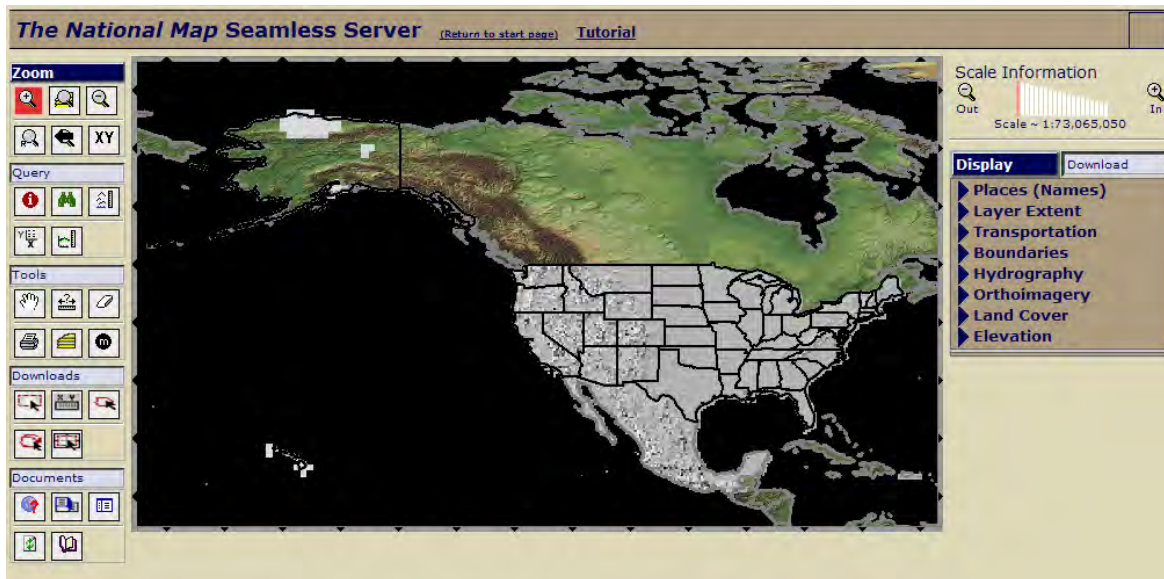 The National Map Seamless Server (Return to start page) Tutorial
Zoom
XY
Query
Y X
Tools
m
Downloads
X Y
Documents
Scale Information
Out In
Scale ~ 1:73,065,050
Display Download
Places (Names)
Layer Extent
Transportation
Boundaries
Hydrography
Orthoimagery
Land Cover
Elevation